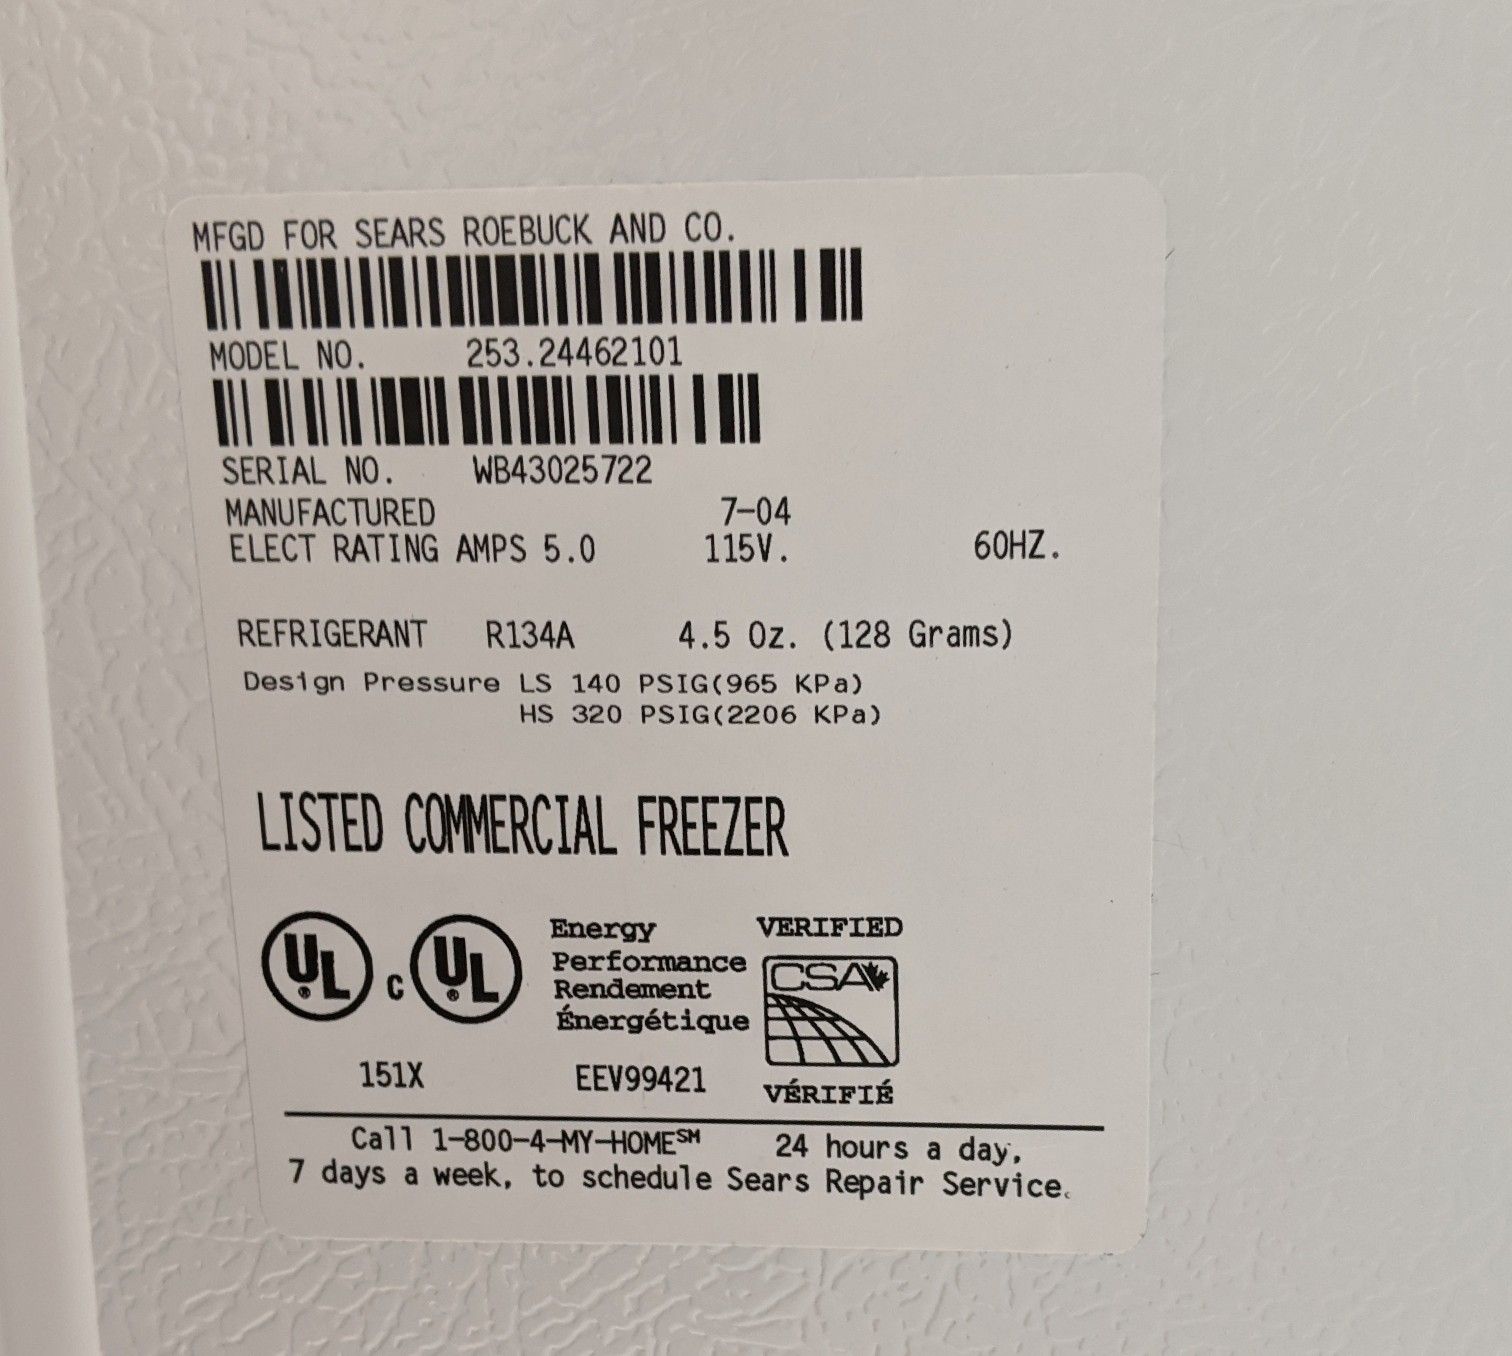 MFGD FOR SEARS ROEBUCK AND CO.
MODEL NO. 253.24462101
SERIAL NO. WB43025722
MANUFACTURED 7-04
ELECT RATING AMPS 5.0 115V. 60HZ.
REFRIGERANT R134A 4.5 Oz. (128 Grams)
Design Pressure LS 140 PSIG(965 KPa)
HS 320 PSIG(2206 KPa)
LISTED COMMERCIAL FREEZER
UL® c UL®
Energy
Performance
Rendement
Énergétique
VERIFIED
CSA
VÉRIFIÉ
151X EEV99421
Call 1-800-4-MY-HOME℠ 24 hours a day,
7 days a week, to schedule Sears Repair Service.